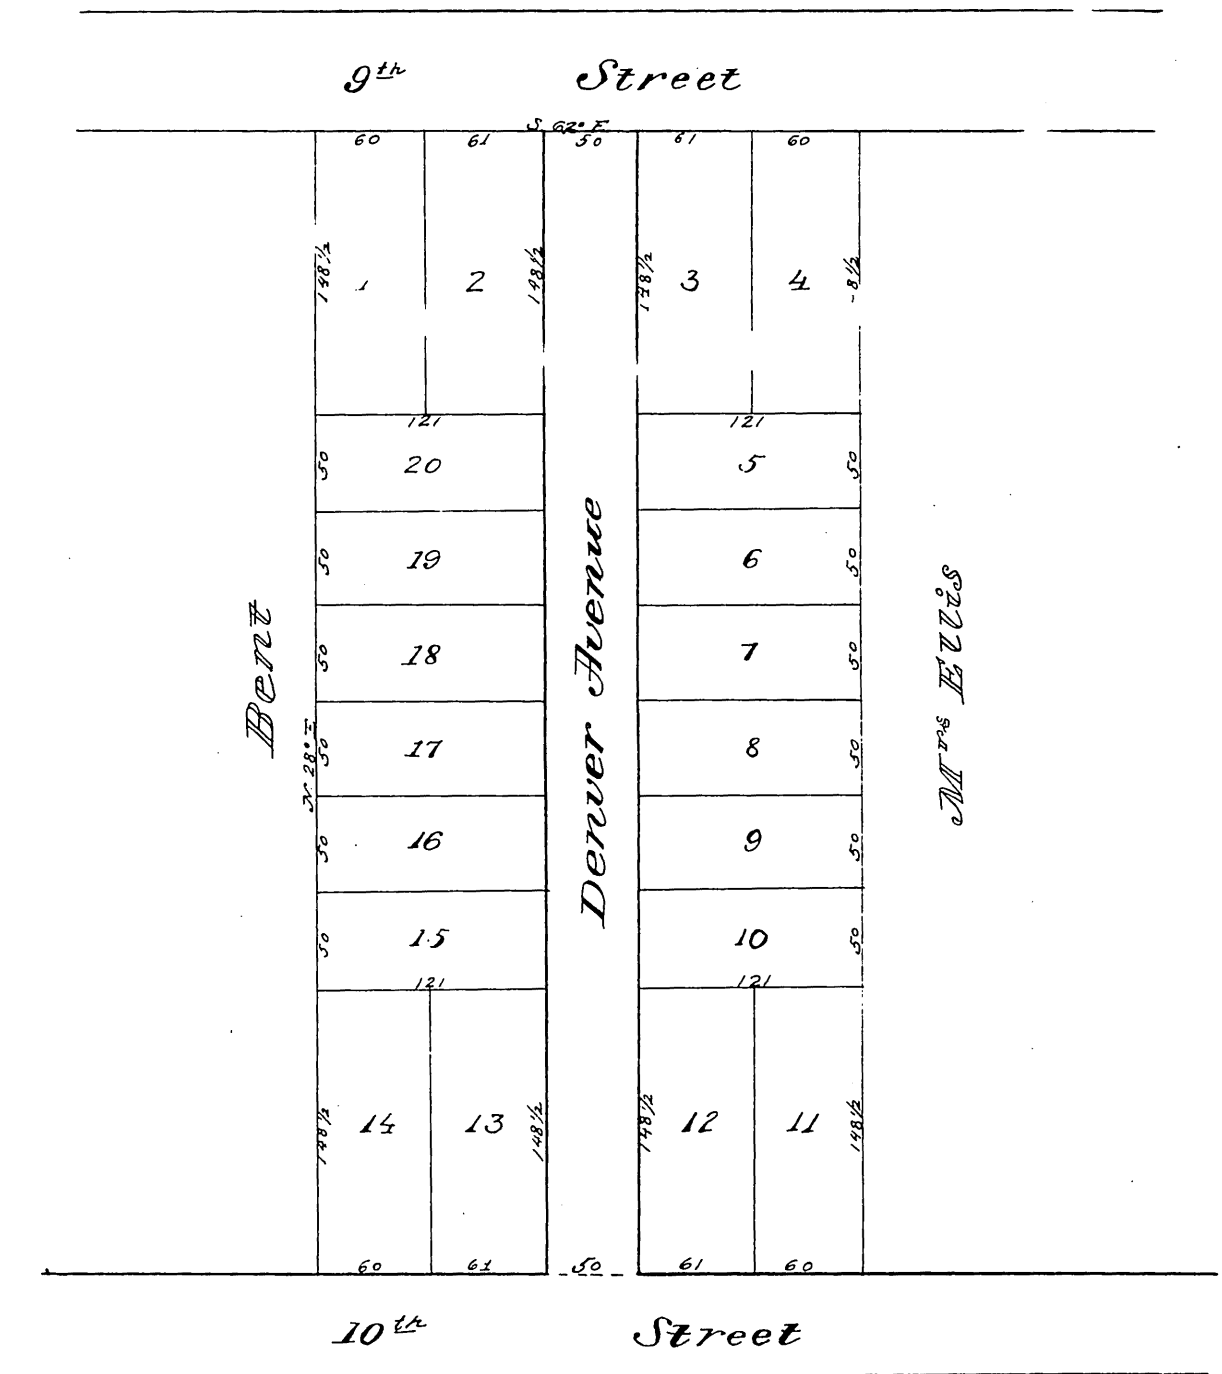 9th Street
S 62° E
60 61 50 61 60
148½ 1 2 148½ 148½ 3 4 -8½
121 121
50 20 5 50
50 19 6 50
50 18 7 50
50 17 8 50
50 16 9 50
50 15 10 50
121 121
Bent
N. 28° E
Denver Avenue
Mrs Ellis
148½ 14 13 148½ 148½ 12 11 148½
60 61 50 61 60
10th Street